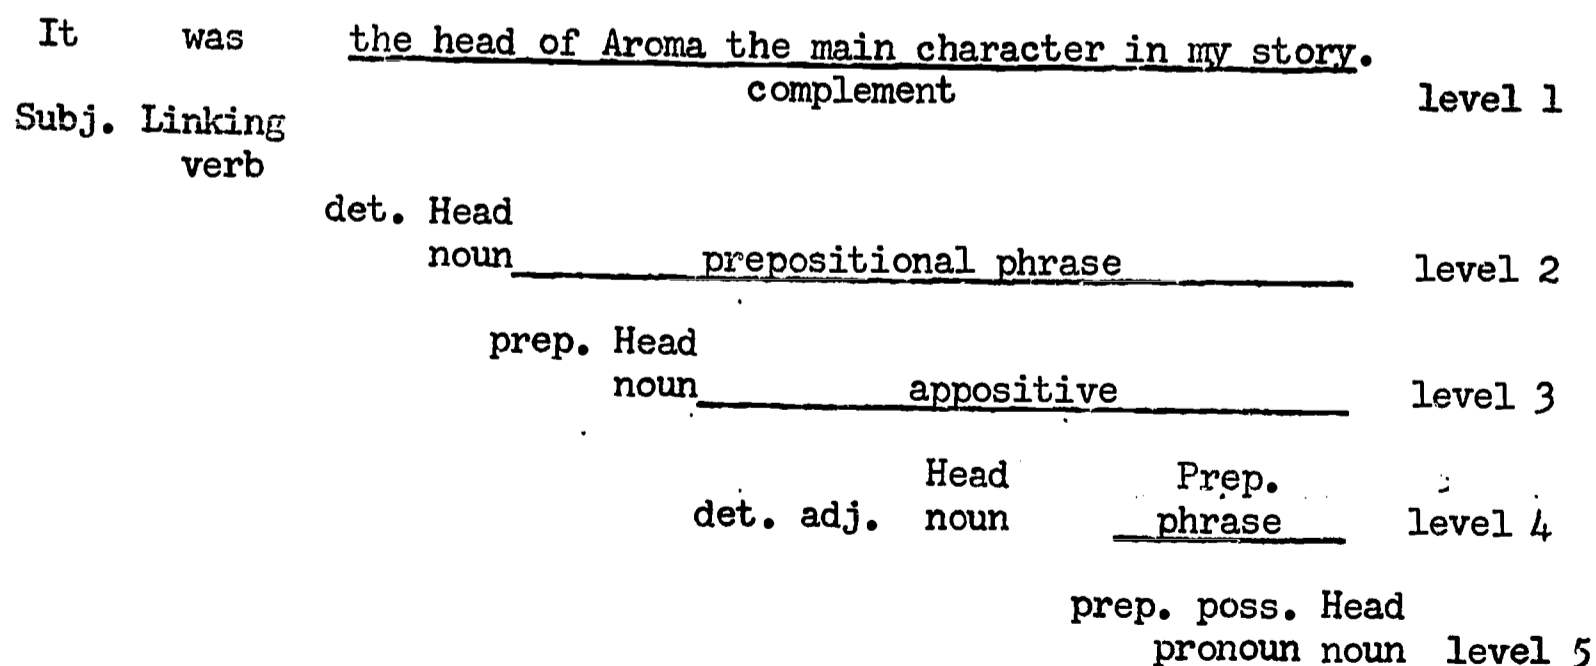 It was the head of Aroma the main character in my story.
complement level 1
Subj. Linking
verb
det. Head
noun prepositional phrase level 2
prep. Head
noun appositive level 3
Head Prep.
det. adj. noun phrase level 4
prep. poss. Head
pronoun noun level 5